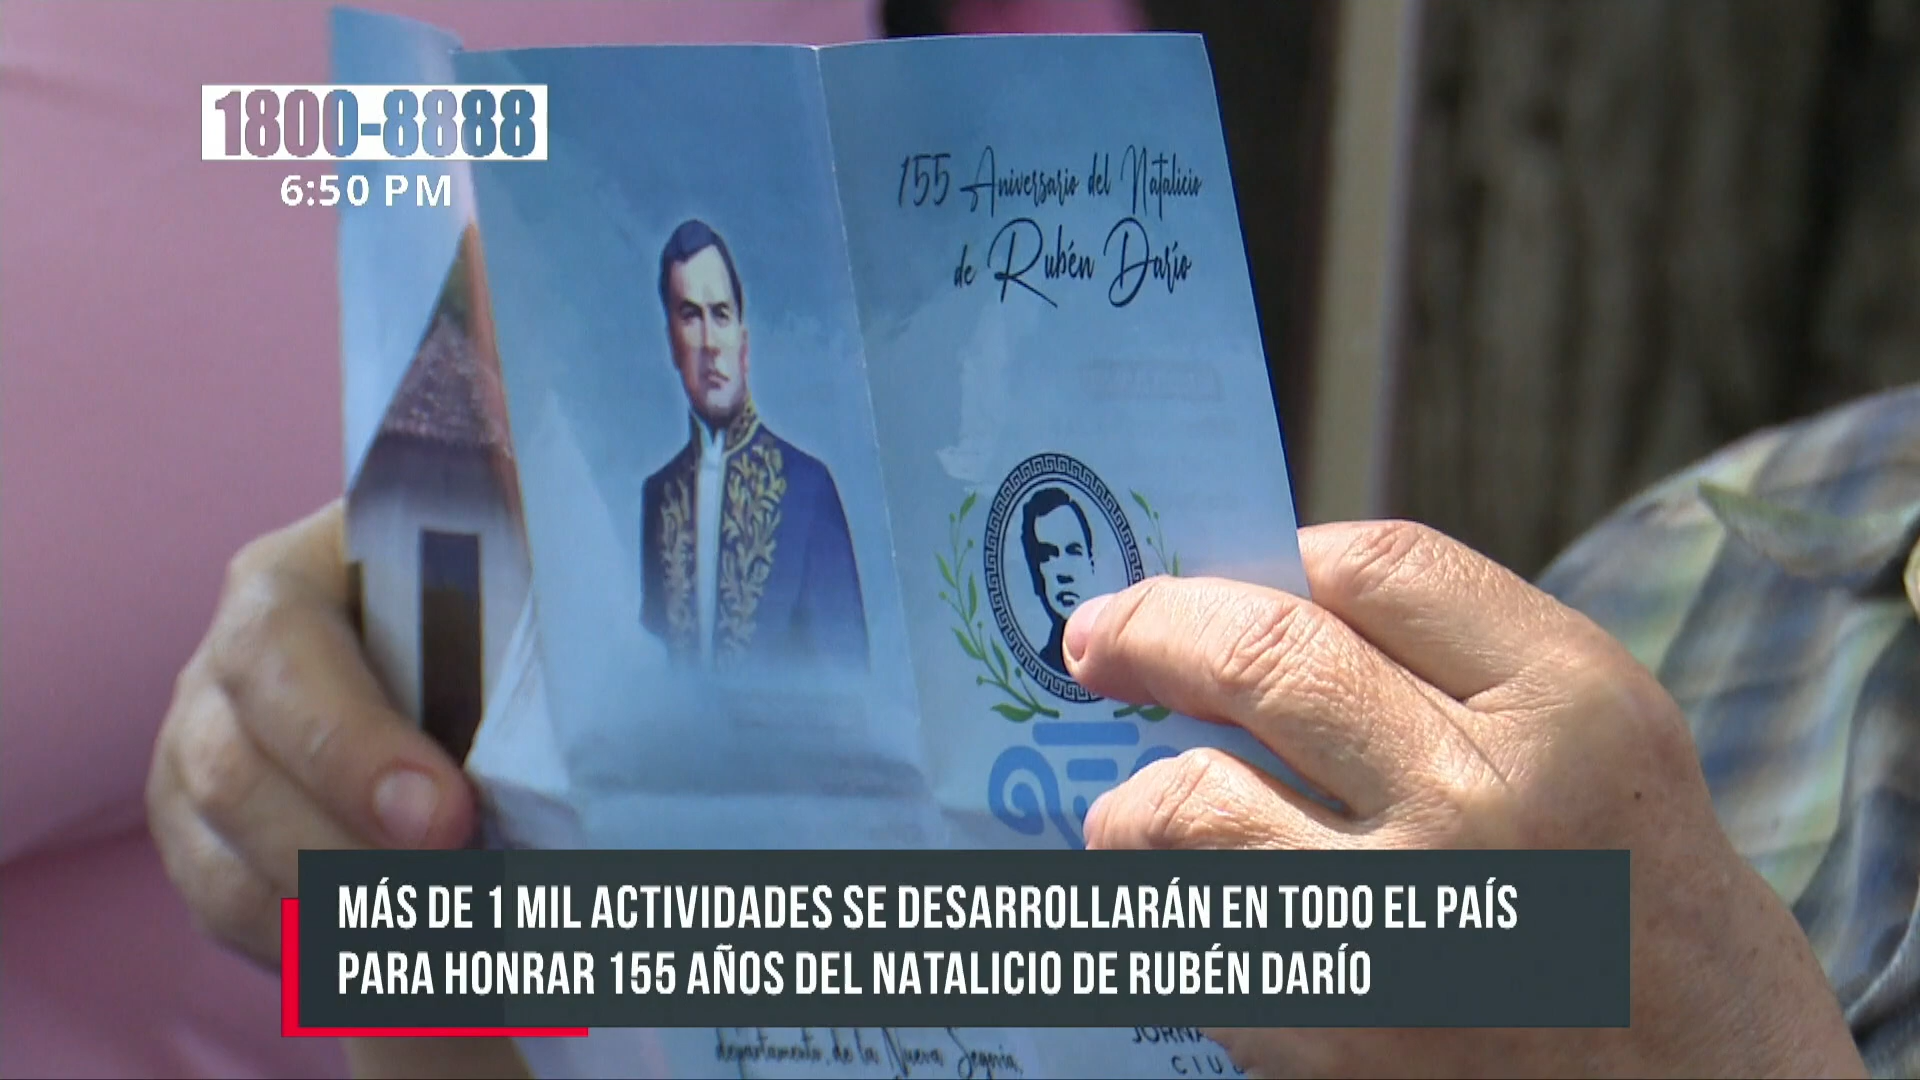 1800-8888
6:50 PM
155 Aniversario del Natalicio
de Rubén Darío
MÁS DE 1 MIL ACTIVIDADES SE DESARROLLARÁN EN TODO EL PAÍS
PARA HONRAR 155 AÑOS DEL NATALICIO DE RUBÉN DARÍO
departamento de la Nueva Segovia,